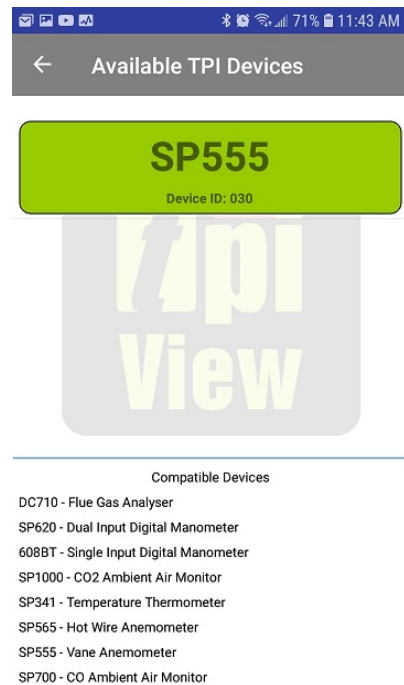 71% 11:43 AM
Available TPI Devices
SP555
Device ID: 030
tpi
View
Compatible Devices
DC710 - Flue Gas Analyser
SP620 - Dual Input Digital Manometer
608BT - Single Input Digital Manometer
SP1000 - CO2 Ambient Air Monitor
SP341 - Temperature Thermometer
SP565 - Hot Wire Anemometer
SP555 - Vane Anemometer
SP700 - CO Ambient Air Monitor